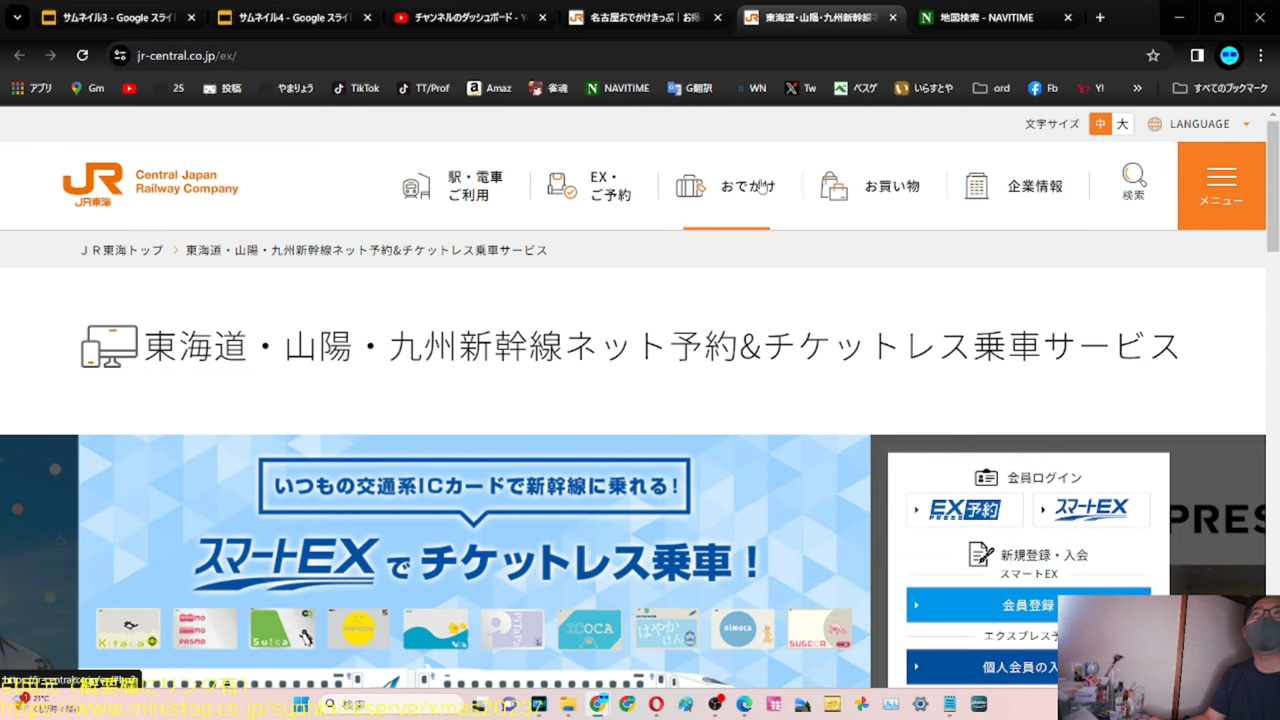 サムネイル3 - Google スライ
サムネイル4 - Google スライ
チャンネルのダッシュボード - Y
名古屋おでかけきっぷ｜お得
東海道・山陽・九州新幹線ネ
地図検索 - NAVITIME
jr-central.co.jp/ex/
アプリ
Gm
25
投稿
やまりょう
TikTok
TT/Prof
Amaz
雀魂
NAVITIME
G翻訳
WN
Tw
ベスゲ
いらすとや
ord
Fb
Y!
すべてのブックマーク
文字サイズ 中 大
LANGUAGE
JR東海
Central Japan
Railway Company
駅・電車
ご利用
EX・
ご予約
おでかけ
お買い物
企業情報
検索
メニュー
ＪＲ東海トップ
東海道・山陽・九州新幹線ネット予約&チケットレス乗車サービス
東海道・山陽・九州新幹線ネット予約&チケットレス乗車サービス
いつもの交通系ICカードで新幹線に乗れる！
スマートEXでチケットレス乗車！
Kitaca
PASMO
Suica
manaca
PiTaPa
ICOCA
はやかけん
nimoca
SUGOCA
会員ログイン
EX予約
スマートEX
新規登録・入会
スマートEX
会員登録
エクスプレス予
個人会員の入
PRES
21℃
検索